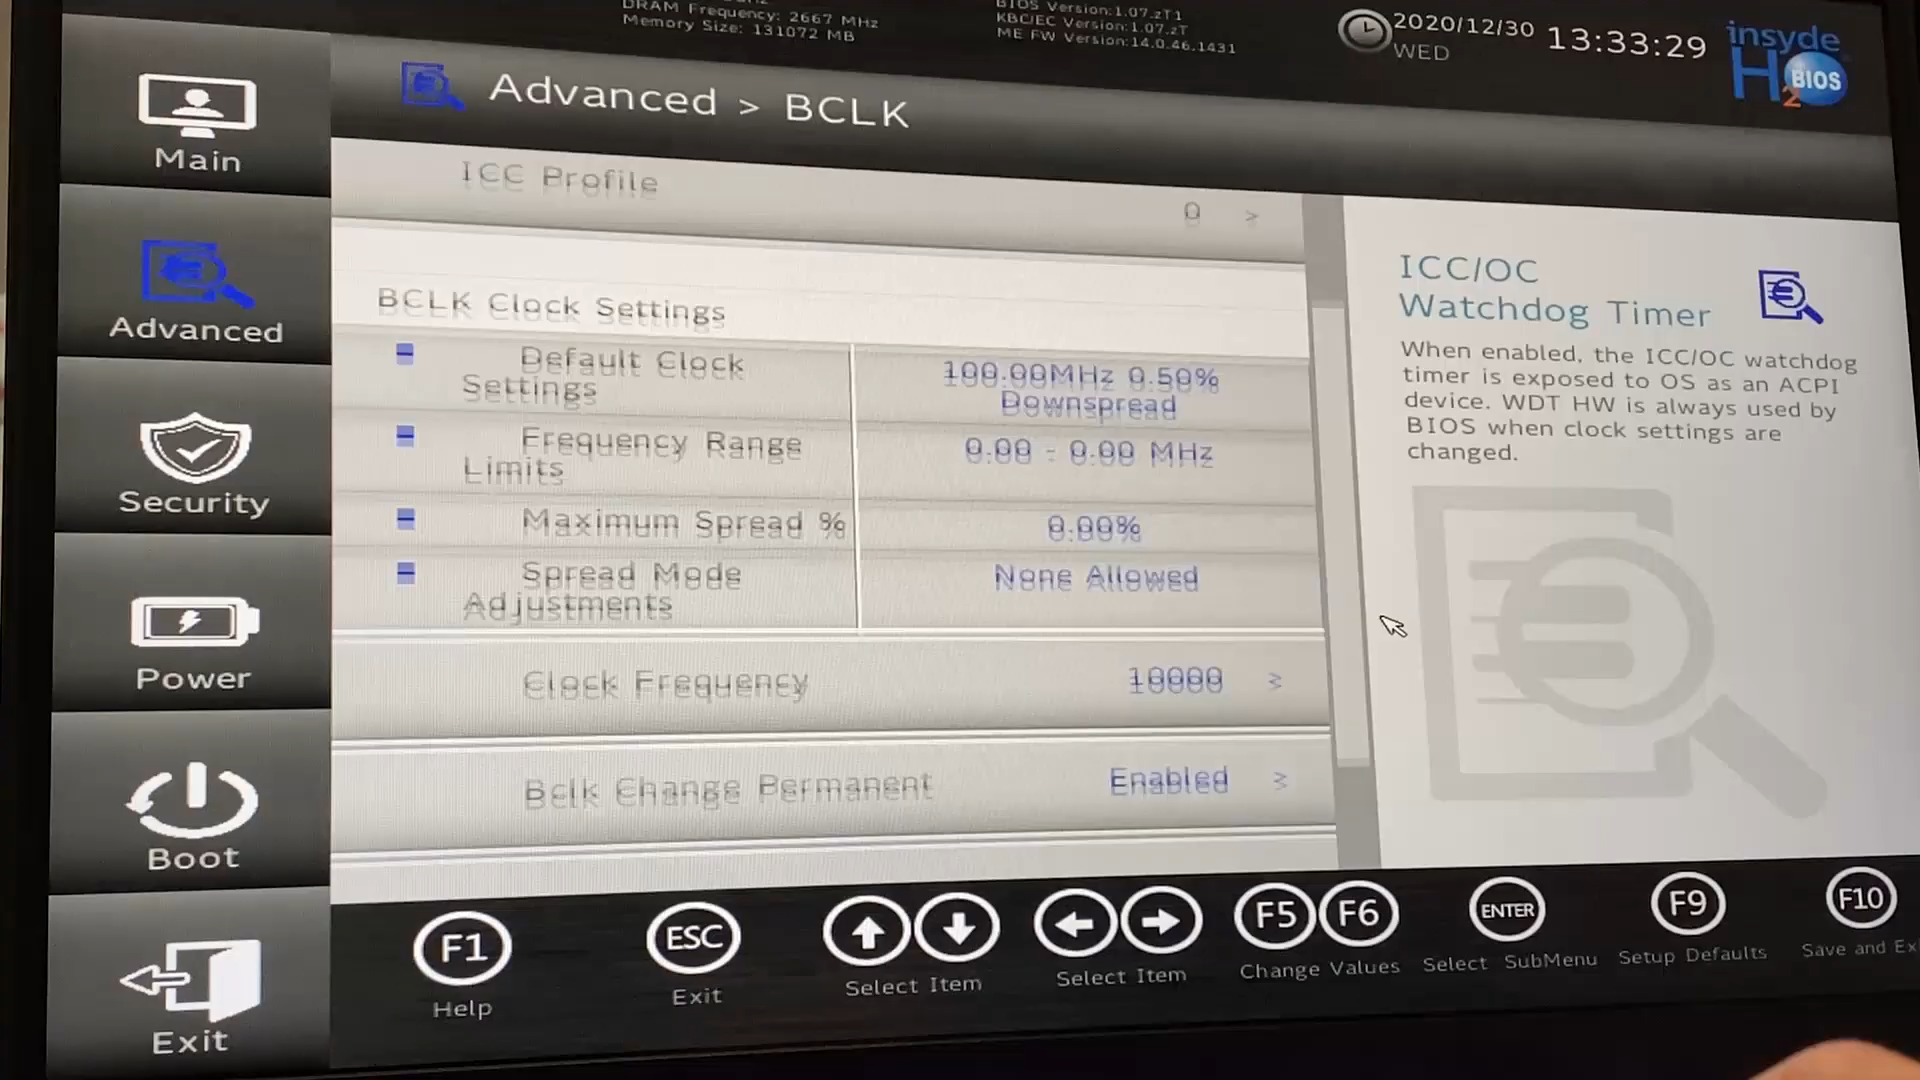 DRAM Frequency: 2667 MHz
Memory Size: 131072 MB
BIOS Version:1.07.zT1
KBC/EC Version:1.07.zT
ME FW Version:14.0.46.1431
2020/12/30
WED
13:33:29
insyde
H2 BIOS
Main
Advanced
Security
Power
Boot
Exit
Advanced > BCLK
ICC Profile
0 >
BCLK Clock Settings
Default Clock
Settings
100.00MHz 0.50%
Downspread
Frequency Range
Limits
0.00 - 0.00 MHz
Maximum Spread %
0.00%
Spread Mode
Adjustments
None Allowed
Clock Frequency
10000 >
Bclk Change Permanent
Enabled >
ICC/OC
Watchdog Timer
When enabled, the ICC/OC watchdog
timer is exposed to OS as an ACPI
device. WDT HW is always used by
BIOS when clock settings are
changed.
F1
Help
ESC
Exit
Select Item
Select Item
F5 F6
Change Values
ENTER
Select SubMenu
F9
Setup Defaults
F10
Save and Ex